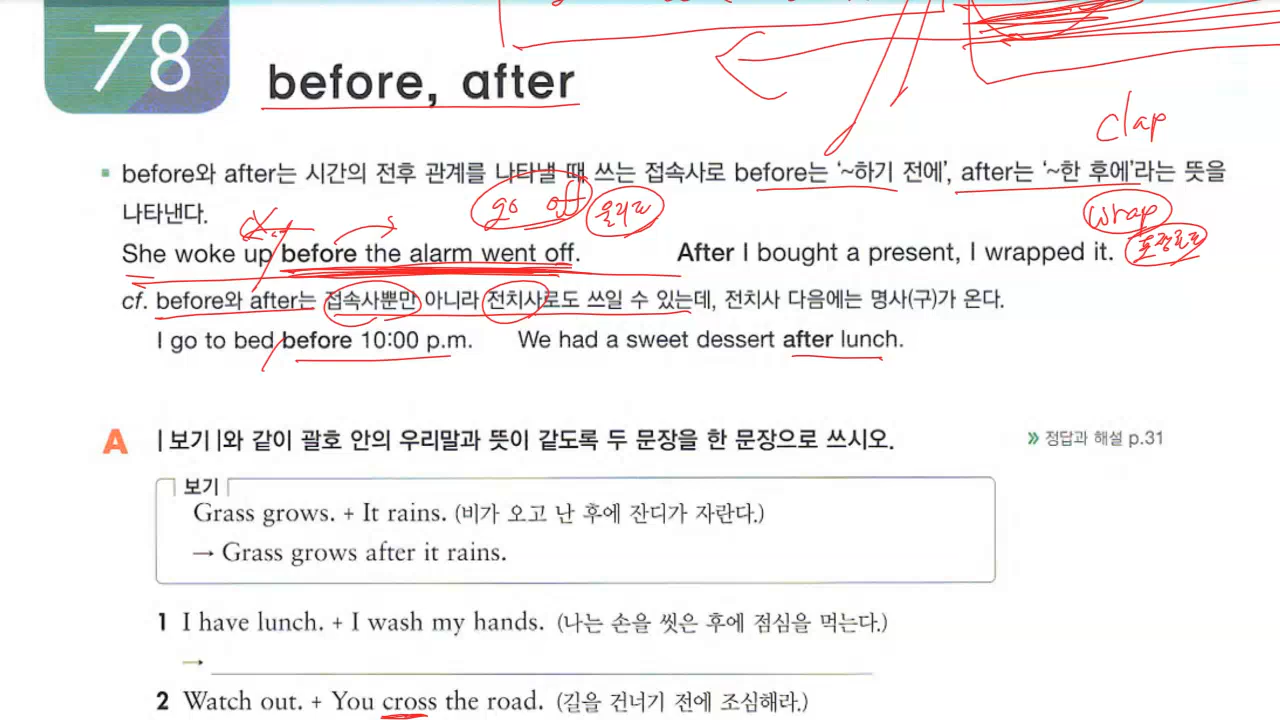 78
before, after
clap
before와 after는 시간의 전후 관계를 나타낼 때 쓰는 접속사로 before는 '~하기 전에', after는 '~한 후에'라는 뜻을
나타낸다.
go off 울리다
wrap
She woke up before the alarm went off. After I bought a present, I wrapped it.
cf. before와 after는 접속사뿐만 아니라 전치사로도 쓰일 수 있는데, 전치사 다음에는 명사(구)가 온다.
I go to bed before 10:00 p.m. We had a sweet dessert after lunch.
A |보기|와 같이 괄호 안의 우리말과 뜻이 같도록 두 문장을 한 문장으로 쓰시오. » 정답과 해설 p.31
보기
Grass grows. + It rains. (비가 오고 난 후에 잔디가 자란다.)
→ Grass grows after it rains.
1 I have lunch. + I wash my hands. (나는 손을 씻은 후에 점심을 먹는다.)
→
2 Watch out. + You cross the road. (길을 건너기 전에 조심해라.)